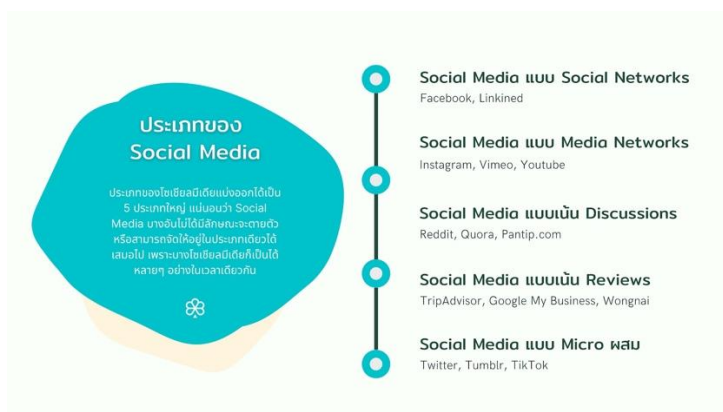 ประเภทของ
Social Media
ประเภทของโซเชียลมีเดียแบ่งออกได้เป็น
5 ประเภทใหญ่ แน่นอนว่า Social
Media บางอันไม่ได้มีลักษณะจะตายตัว
หรือสามารถจัดให้อยู่ในประเภทเดียวได้
เสมอไป เพราะบางโซเชียลมีเดียก็เป็นได้
หลายๆ อย่างในเวลาเดียวกัน
Social Media แบบ Social Networks
Facebook, Linkined
Social Media แบบ Media Networks
Instagram, Vimeo, Youtube
Social Media แบบเน้น Discussions
Reddit, Quora, Pantip.com
Social Media แบบเน้น Reviews
TripAdvisor, Google My Business, Wongnai
Social Media แบบ Micro ผสม
Twitter, Tumblr, TikTok